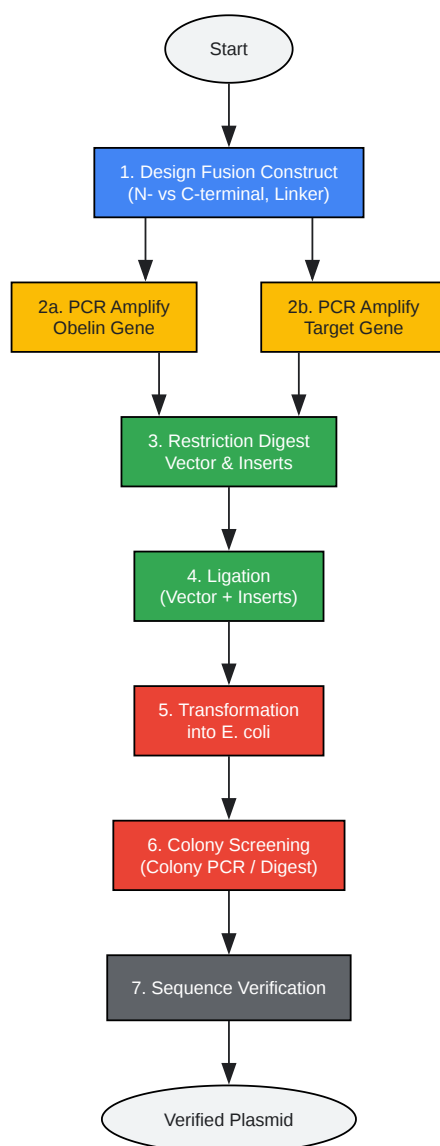 Start
1. Design Fusion Construct
(N- vs C-terminal, Linker)
2a. PCR Amplify
Obelin Gene
2b. PCR Amplify
Target Gene
3. Restriction Digest
Vector & Inserts
4. Ligation
(Vector + Inserts)
5. Transformation
into E. coli
6. Colony Screening
(Colony PCR / Digest)
7. Sequence Verification
Verified Plasmid